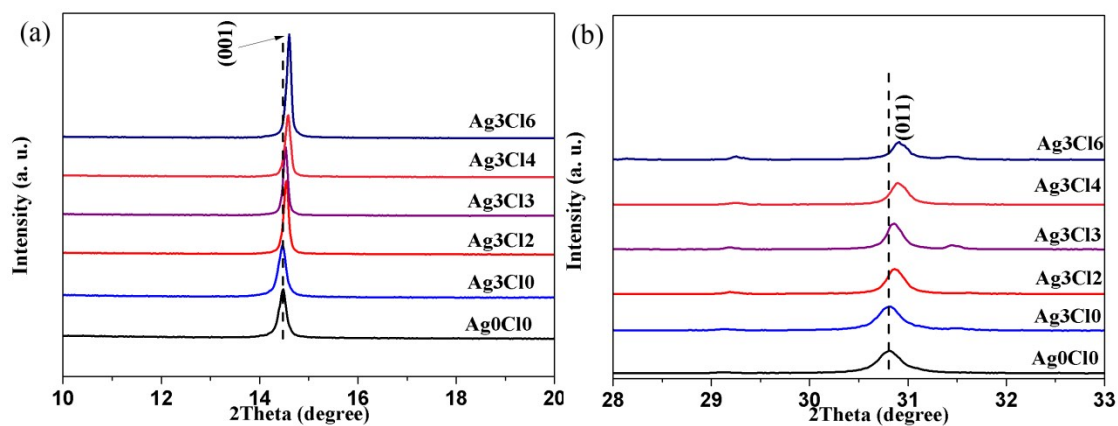 (a)
(001)
Ag3Cl6
Ag3Cl4
Ag3Cl3
Ag3Cl2
Ag3Cl0
Ag0Cl0
Intensity (a. u.)
10 12 14 16 18 20
2Theta (degree)
(b)
(011)
Ag3Cl6
Ag3Cl4
Ag3Cl3
Ag3Cl2
Ag3Cl0
Ag0Cl0
Intensity (a. u.)
28 29 30 31 32 33
2Theta (degree)